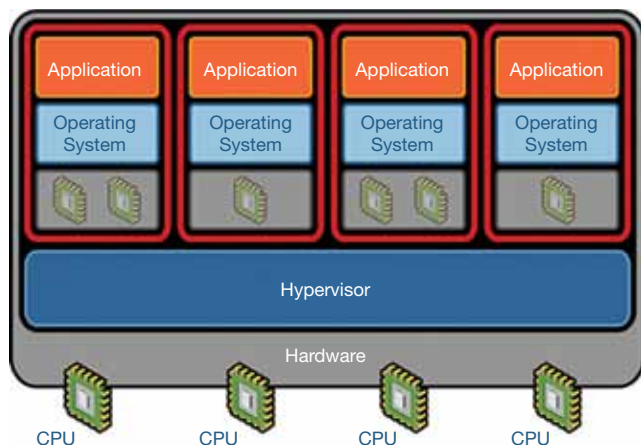 Application
Application
Application
Application
Operating
System
Operating
System
Operating
System
Operating
System
Hypervisor
Hardware
CPU
CPU
CPU
CPU